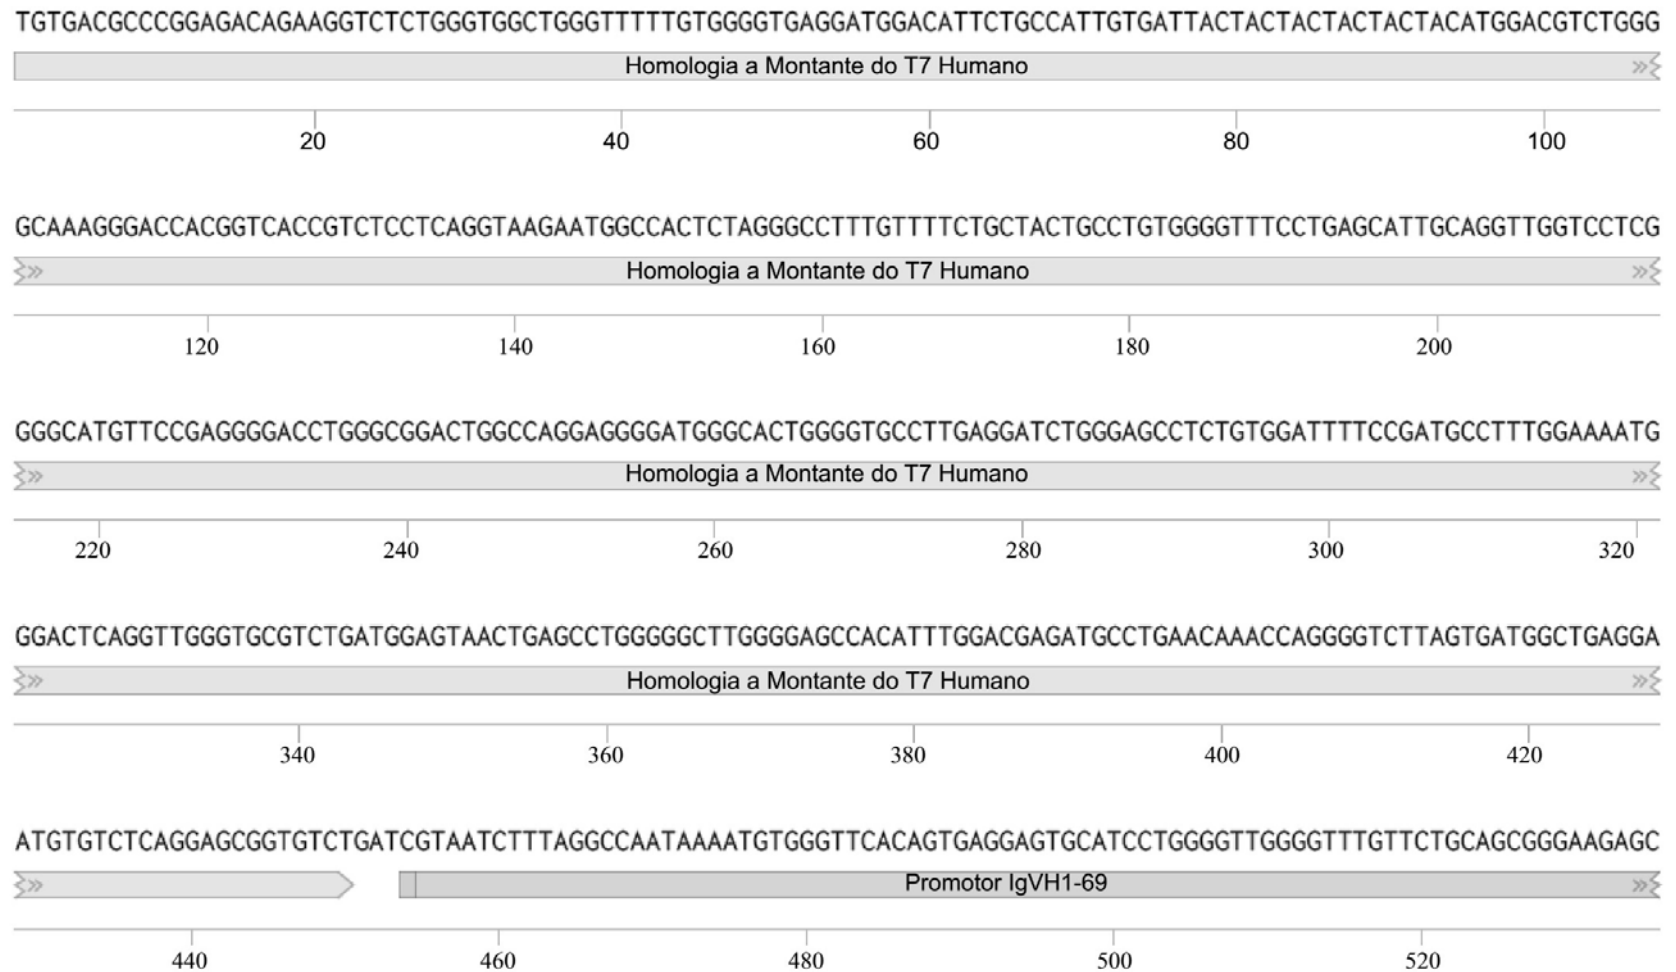 TGTGACGCCCGGAGACAGAAGGTCTCTGGGTGGCTGGGTTTTTGTGGGGTGAGGATGGACATTCTGCCATTGTGATTACTACTACTACTACTACATGGACGTCTGGG
Homologia a Montante do T7 Humano
20 40 60 80 100
GCAAAGGGACCACGGTCACCGTCTCCTCAGGTAAGAATGGCCACTCTAGGGCCTTTGTTTTCTGCTACTGCCTGTGGGGTTTCCTGAGCATTGCAGGTTGGTCCTCG
Homologia a Montante do T7 Humano
120 140 160 180 200
GGGCATGTTCCGAGGGGACCTGGGCGGACTGGCCAGGAGGGGATGGGCACTGGGGTGCCTTGAGGATCTGGGAGCCTCTGTGGATTTTCCGATGCCTTTGGAAAATG
Homologia a Montante do T7 Humano
220 240 260 280 300 320
GGACTCAGGTTGGGTGCGTCTGATGGAGTAACTGAGCCTGGGGGCTTGGGGAGCCACATTTGGACGAGATGCCTGAACAAACCAGGGGTCTTAGTGATGGCTGAGGA
Homologia a Montante do T7 Humano
340 360 380 400 420
ATGTGTCTCAGGAGCGGTGTCTGATCGTAATCTTTAGGCCAATAAAATGTGGGTTCACAGTGAGGAGTGCATCCTGGGGTTGGGGTTTGTTCTGCAGCGGGAAGAGC
Promotor IgVH1-69
440 460 480 500 520